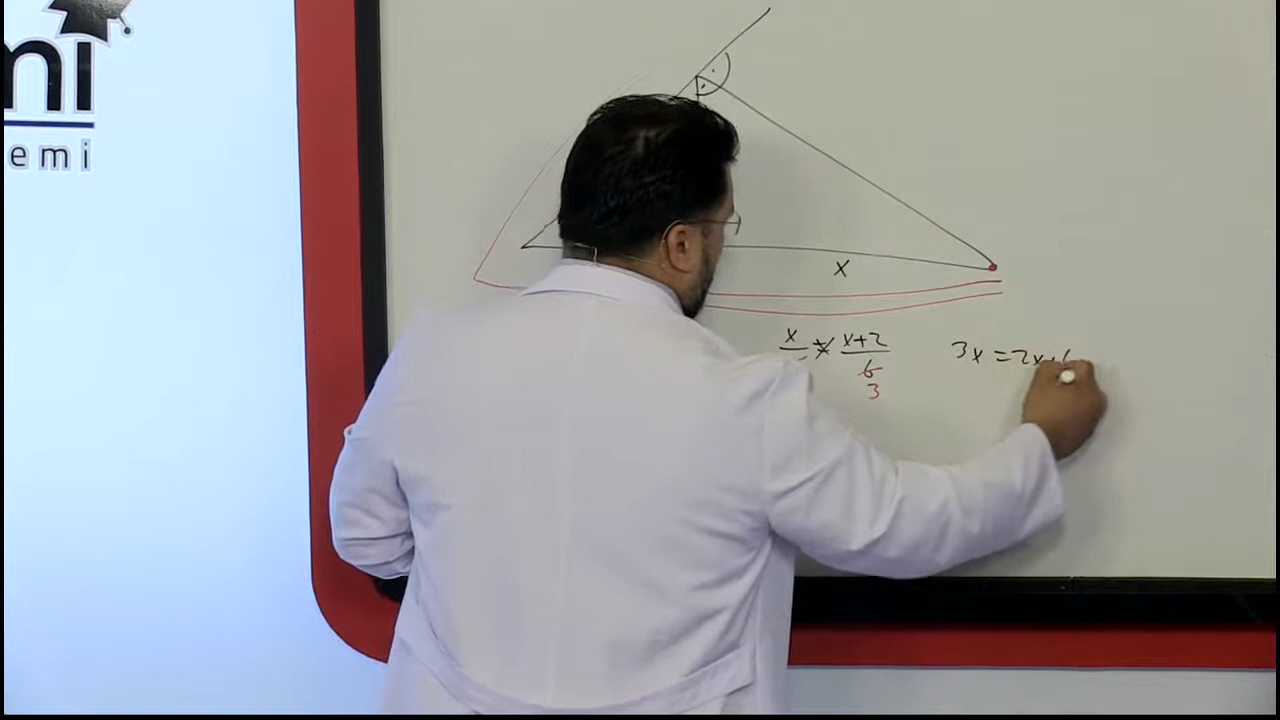 mi
emi
x
x x+2
6
3
3x = 2x+